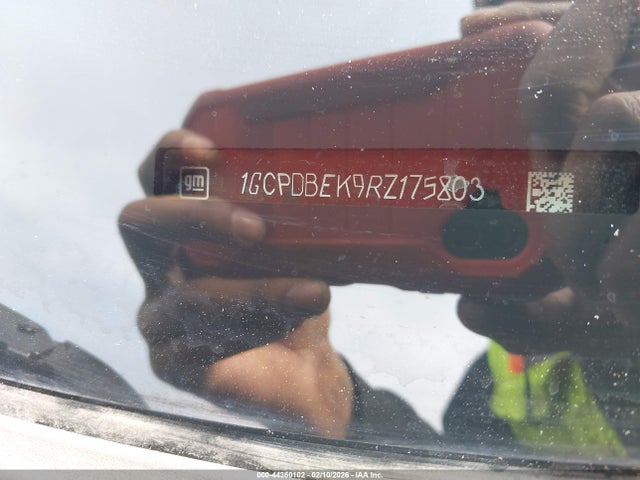 gm 1GCPDBEK9RZ175803
000-44360102 - 02/10/2026 - IAA Inc.